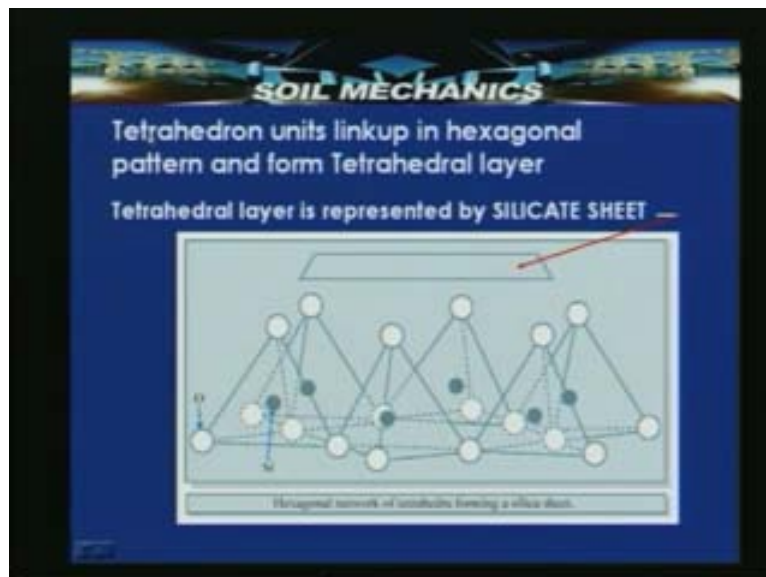 SOIL MECHANICS
Tetrahedron units linkup in hexagonal
pattern and form Tetrahedral layer
Tetrahedral layer is represented by SILICATE SHEET
O
Si
Hexagonal network of tetrahedra forming a silica sheet.